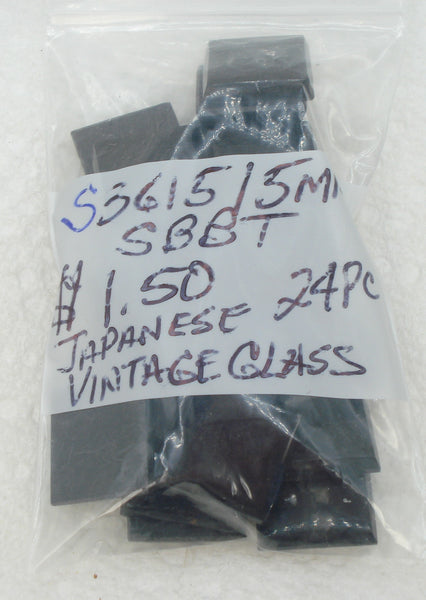 S3615 15MM
SBBT
$1.50 24PC
JAPANESE
VINTAGE GLASS